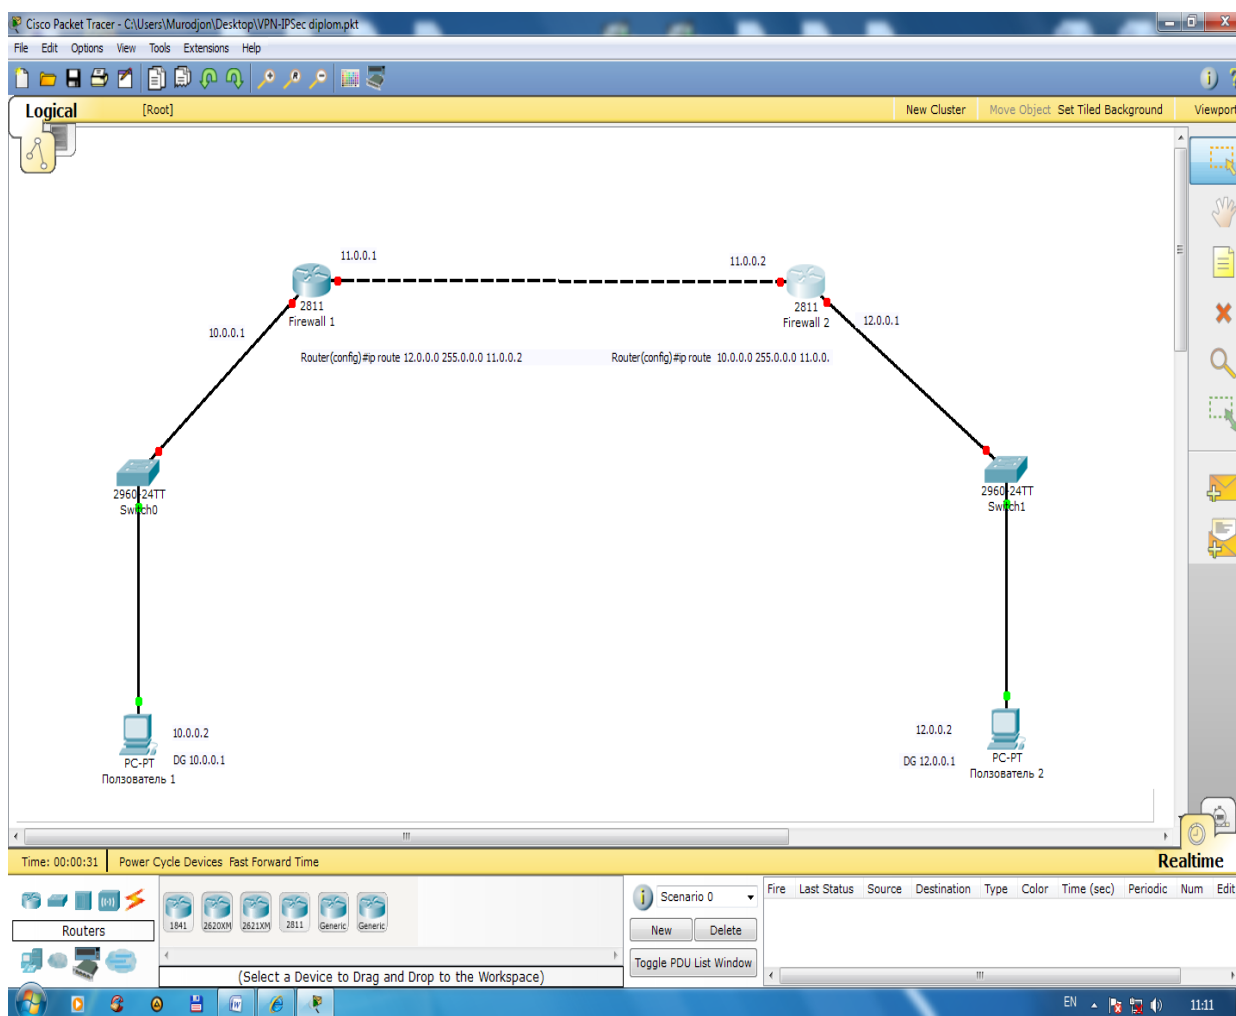 Cisco Packet Tracer - C:\Users\Murodjon\Desktop\VPN-IPSec diplom.pkt
File Edit Options View Tools Extensions Help
Logical [Root] New Cluster Move Object Set Tiled Background Viewport
11.0.0.1
11.0.0.2
2811
Firewall 1
2811
Firewall 2
10.0.0.1
12.0.0.1
Router(config)#ip route 12.0.0.0 255.0.0.0 11.0.0.2
Router(config)#ip route 10.0.0.0 255.0.0.0 11.0.0.
2960-24TT
Switch0
2960-24TT
Switch1
10.0.0.2
DG 10.0.0.1
PC-PT
Ползователь 1
12.0.0.2
DG 12.0.0.1
PC-PT
Ползователь 2
Time: 00:00:31 Power Cycle Devices Fast Forward Time Realtime
Routers
1841 2620XM 2621XM 2811 Generic Generic
(Select a Device to Drag and Drop to the Workspace)
Scenario 0
New Delete
Toggle PDU List Window
Fire Last Status Source Destination Type Color Time (sec) Periodic Num Edit
EN 11:11